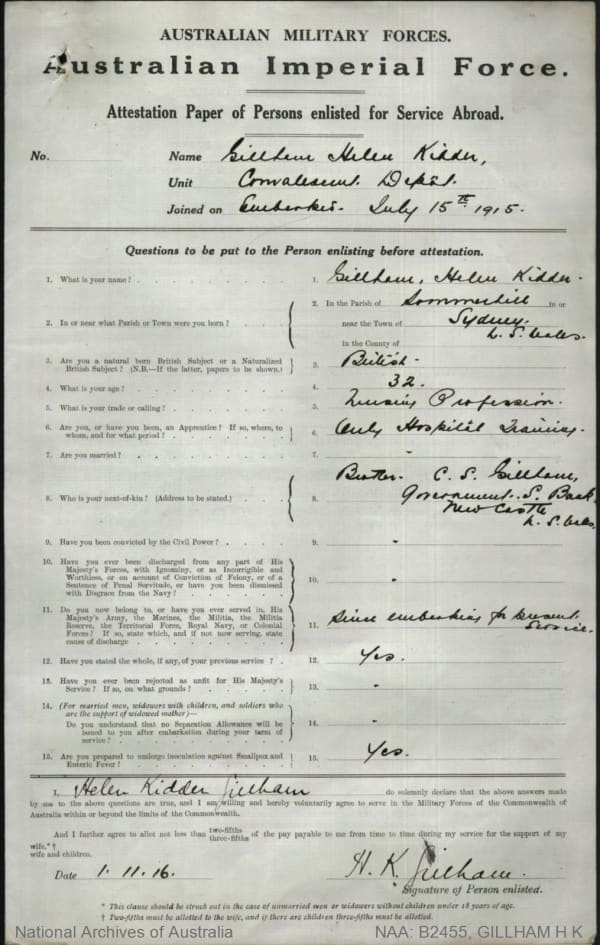 AUSTRALIAN MILITARY FORCES.
Australian Imperial Force.
Attestation Paper of Persons enlisted for Service Abroad.
No.
Name Gillham Helen Kidder,
Unit Convalescent Depôt.
Joined on Embarked. July 15th 1915.
Questions to be put to the Person enlisting before attestation.
1. What is your name?
1. Gillham, Helen Kidder.
2. In or near what Parish or Town were you born?
2. In the Parish of Sommerhill in or
near the Town of Sydney.
in the County of N. S. Wales.
3. Are you a natural born British Subject or a Naturalized
British Subject? (N.B.—If the latter, papers to be shown.)
3. British.
4. What is your age?
4. 32.
5. What is your trade or calling?
5. Nursing Profession.
6. Are you, or have you been, an Apprentice? If so, where, to
whom, and for what period?
6. Only Hospital Training.
7. Are you married?
7. "
8. Who is your next-of-kin? (Address to be stated.)
8. Brother. C. S. Gillham,
Government. S. Bank
New Castle
N. S. Wales.
9. Have you been convicted by the Civil Power?
9. "
10. Have you ever been discharged from any part of His
Majesty's Forces, with Ignominy, or as Incorrigible and
Worthless, or on account of Conviction of Felony, or of a
Sentence of Penal Servitude, or have you been dismissed
with Disgrace from the Navy?
10. "
11. Do you now belong to, or have you ever served in, His
Majesty's Army, the Marines, the Militia, the Militia
Reserve, the Territorial Force, Royal Navy, or Colonial
Forces? If so, state which, and if not now serving, state
cause of discharge
11. Since embarking for present
Service.
12. Have you stated the whole, if any, of your previous service?
12. Yes.
13. Have you ever been rejected as unfit for His Majesty's
Service? If so, on what grounds?
13. "
14. (For married men, widowers with children, and soldiers who
are the support of widowed mother)—
Do you understand that no Separation Allowance will be
issued to you after embarkation during your term of
service?
14. "
15. Are you prepared to undergo inoculation against Smallpox and
Enteric Fever?
15. Yes.
I, Helen Kidder Gillham do solemnly declare that the above answers made
by me to the above questions are true, and I am willing and hereby voluntarily agree to serve in the Military Forces of the Commonwealth of
Australia within or beyond the limits of the Commonwealth.
And I further agree to allot not less than two-fifths three-fifths of the pay payable to me from time to time during my service for the support of my
wife.*†
wife and children.
Date 1. 11. 16. H. K. Gillham.
Signature of Person enlisted.
* This clause should be struck out in the case of unmarried men or widowers without children under 18 years of age.
† Two-fifths must be allotted to the wife, and if there are children three-fifths must be allotted.
National Archives of Australia NAA: B2455, GILLHAM H K